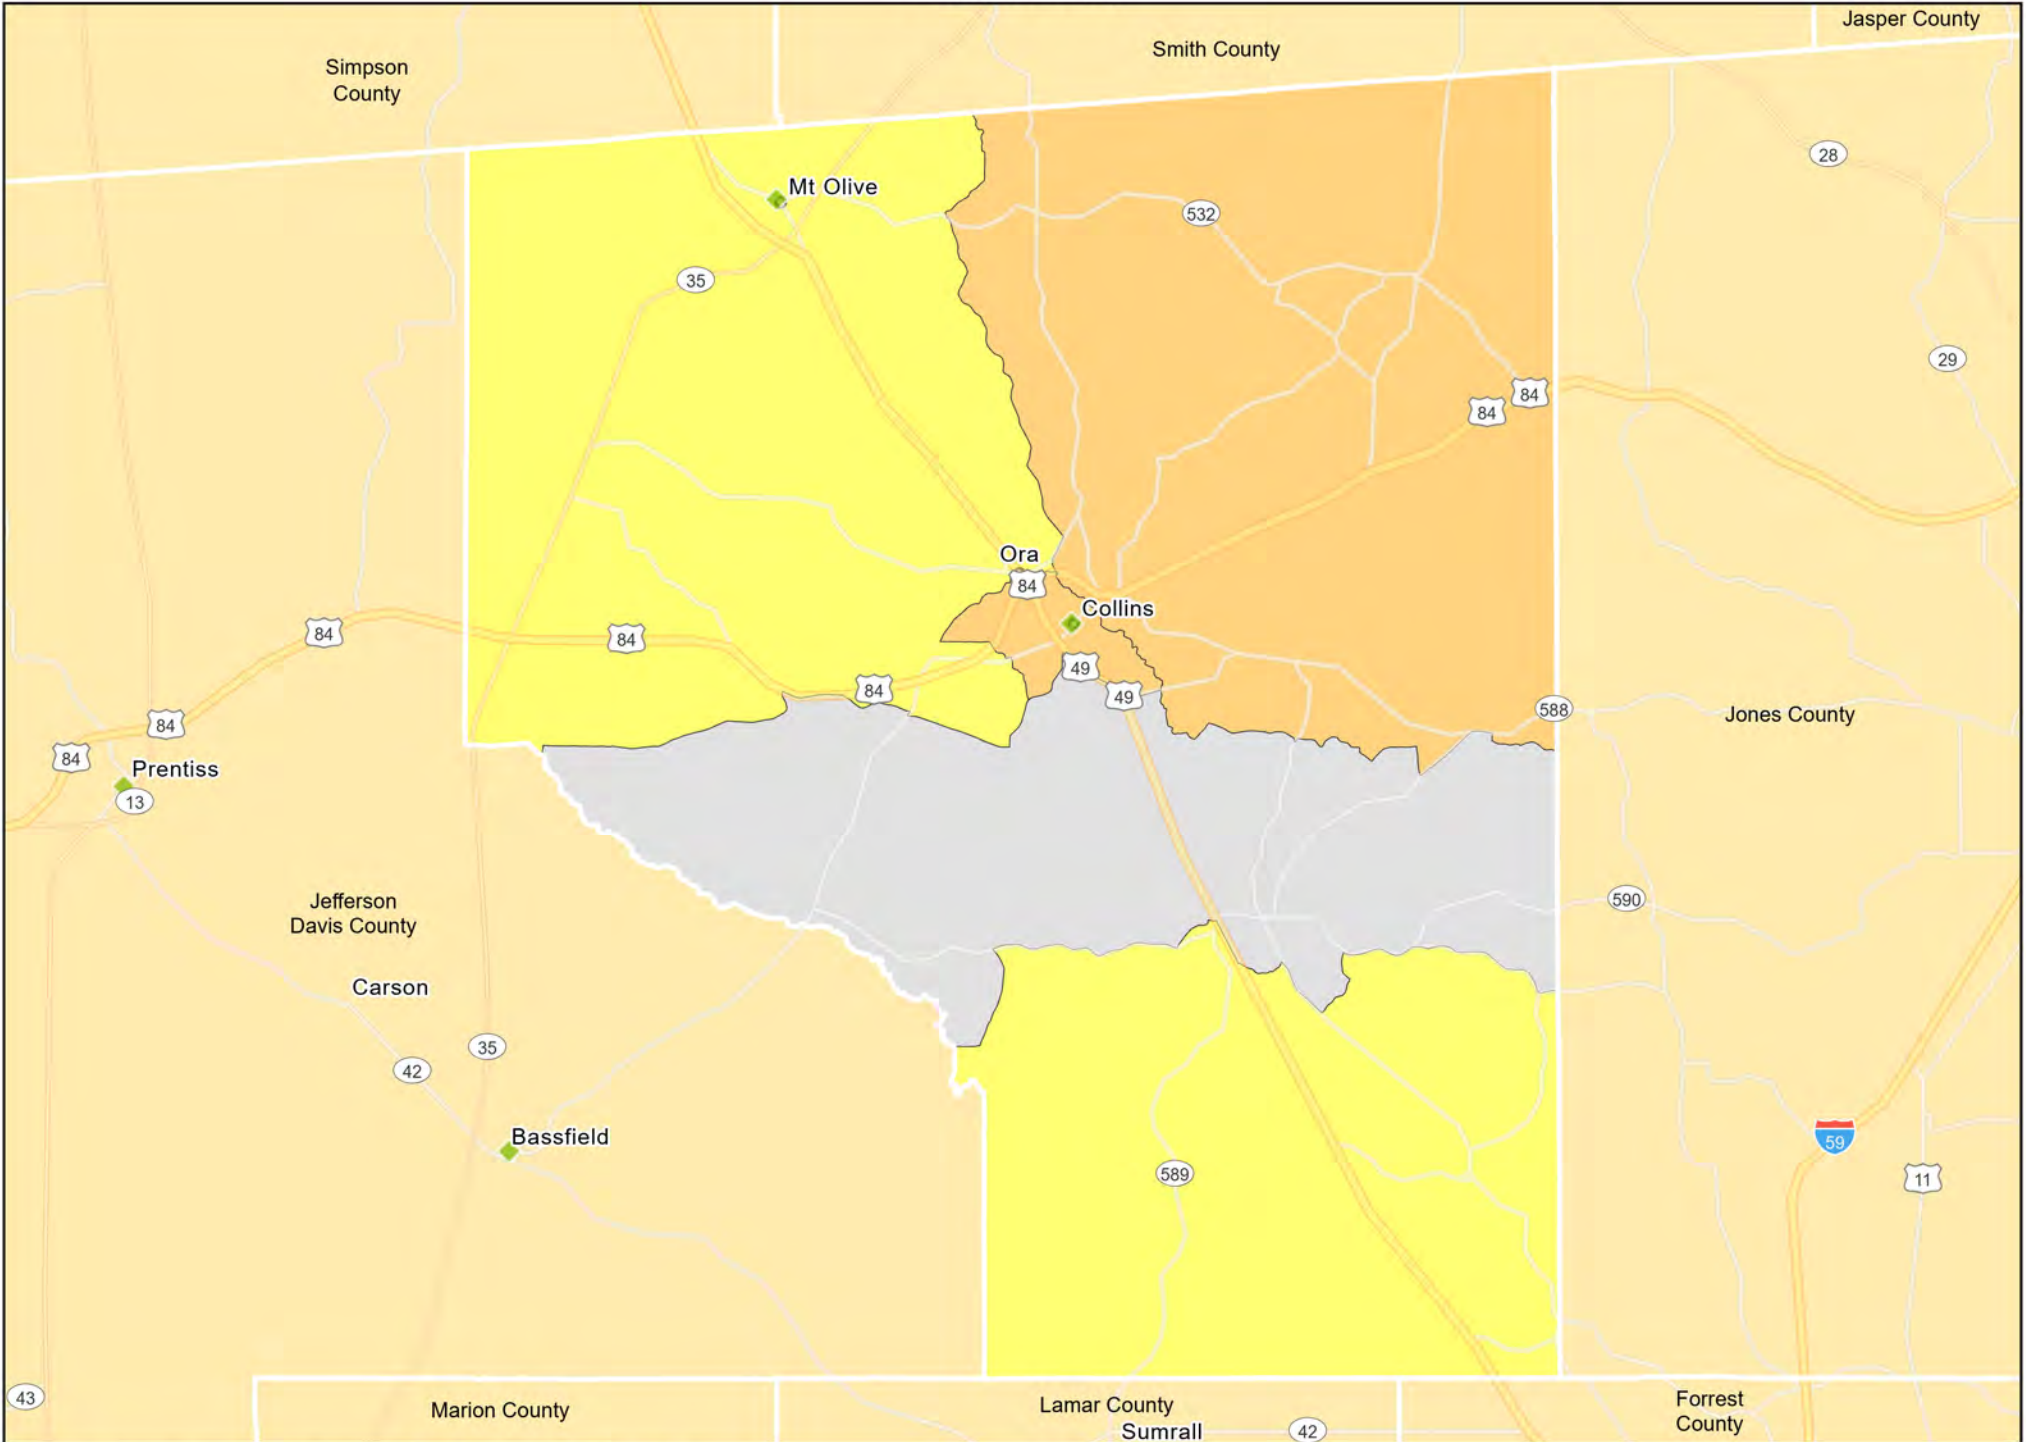 Jasper County
Smith County
Simpson
County
28
Mt Olive
532
35
29
84
84
Ora
84
Collins
84
84
49
84
49
588
Jones County
84
84
Prentiss
13
590
Jefferson
Davis County
Carson
35
42
59
Bassfield
589
11
43
Marion County
Lamar County
Forrest
County
Sumrall
42